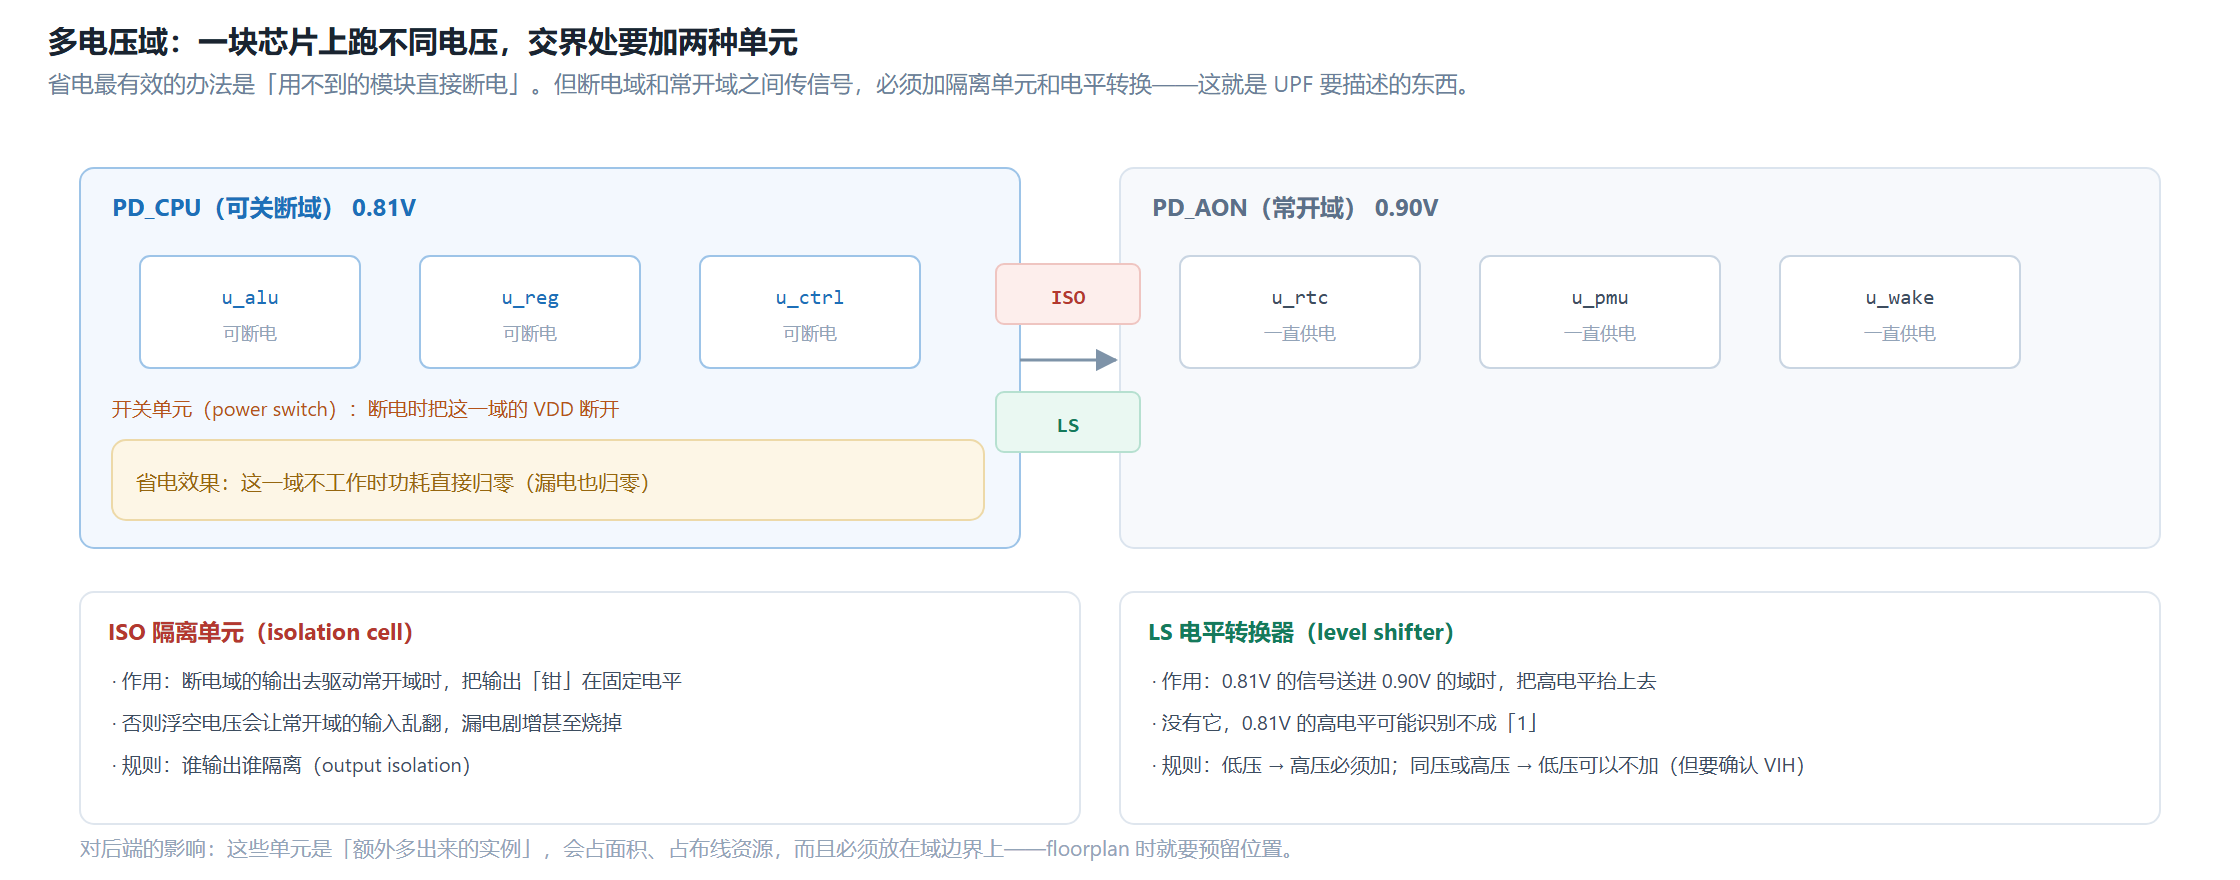 多电压域：一块芯片上跑不同电压，交界处要加两种单元
省电最有效的办法是「用不到的模块直接断电」。但断电域和常开域之间传信号，必须加隔离单元和电平转换——这就是 UPF 要描述的东西。
PD_CPU（可关断域） 0.81V
u_alu
可断电
u_reg
可断电
u_ctrl
可断电
开关单元（power switch）：断电时把这一域的 VDD 断开
省电效果：这一域不工作时功耗直接归零（漏电也归零）
ISO
LS
PD_AON（常开域） 0.90V
u_rtc
一直供电
u_pmu
一直供电
u_wake
一直供电
ISO 隔离单元（isolation cell）
· 作用：断电域的输出去驱动常开域时，把输出「钳」在固定电平
· 否则浮空电压会让常开域的输入乱翻，漏电剧增甚至烧掉
· 规则：谁输出谁隔离（output isolation）
LS 电平转换器（level shifter）
· 作用：0.81V 的信号送进 0.90V 的域时，把高电平抬上去
· 没有它，0.81V 的高电平可能识别不成「1」
· 规则：低压 → 高压必须加；同压或高压 → 低压可以不加（但要确认 VIH）
对后端的影响：这些单元是「额外多出来的实例」，会占面积、占布线资源，而且必须放在域边界上——floorplan 时就要预留位置。